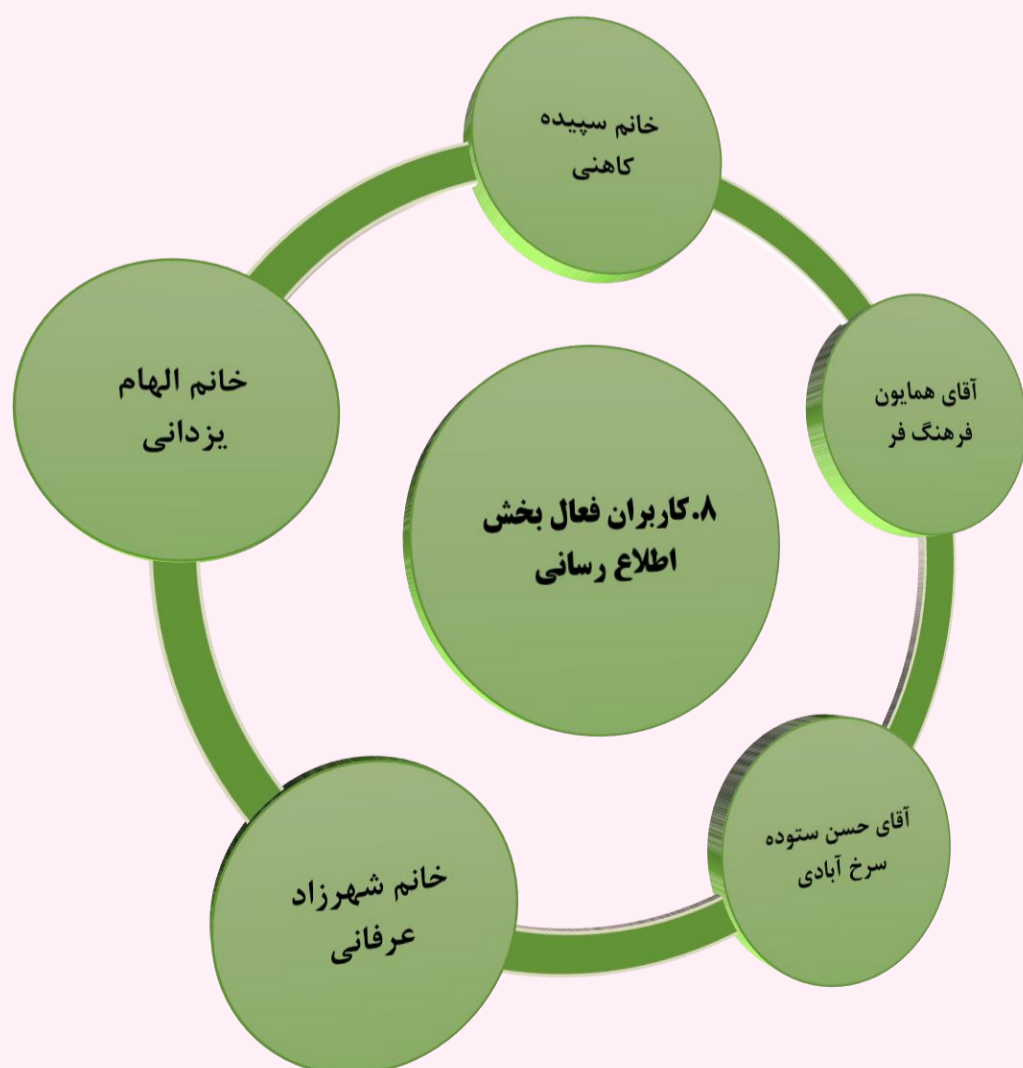 خانم سپیده
کاهنی
آقای همایون
فرهنگ فر
خانم الهام
یزدانی
۸.کاربران فعال بخش
اطلاع رسانی
آقای حسن ستوده
سرخ آبادی
خانم شهرزاد
عرفانی